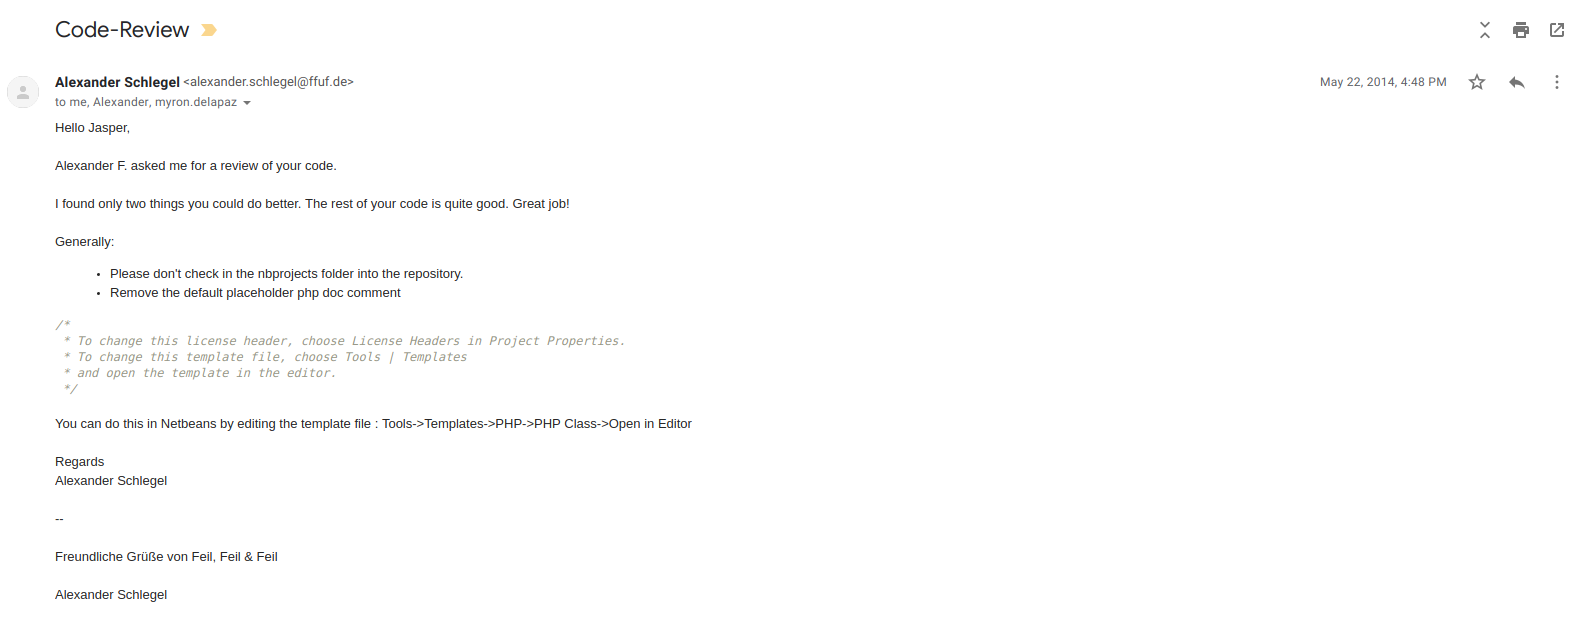 Code-Review
Alexander Schlegel <alexander.schlegel@ffuf.de>
May 22, 2014, 4:48 PM
to me, Alexander, myron.delapaz
Hello Jasper,
Alexander F. asked me for a review of your code.
I found only two things you could do better. The rest of your code is quite good. Great job!
Generally:
• Please don't check in the nbprojects folder into the repository.
• Remove the default placeholder php doc comment
/*
 * To change this license header, choose License Headers in Project Properties.
 * To change this template file, choose Tools | Templates
 * and open the template in the editor.
 */
You can do this in Netbeans by editing the template file : Tools->Templates->PHP->PHP Class->Open in Editor
Regards
Alexander Schlegel
--
Freundliche Grüße von Feil, Feil & Feil
Alexander Schlegel